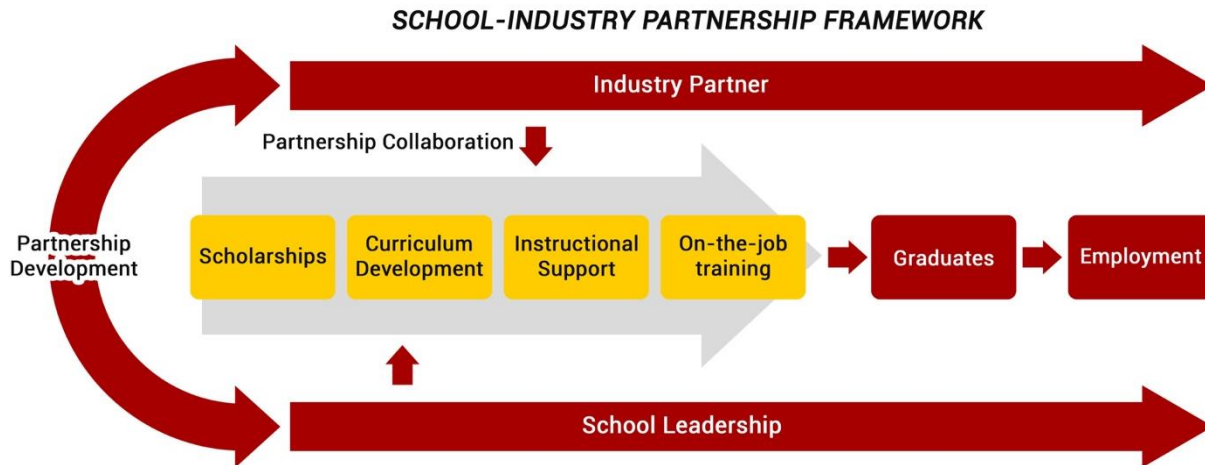 SCHOOL-INDUSTRY PARTNERSHIP FRAMEWORK
Industry Partner
Partnership Collaboration
Partnership
Development
Scholarships
Curriculum
Development
Instructional
Support
On-the-job
training
Graduates
Employment
School Leadership